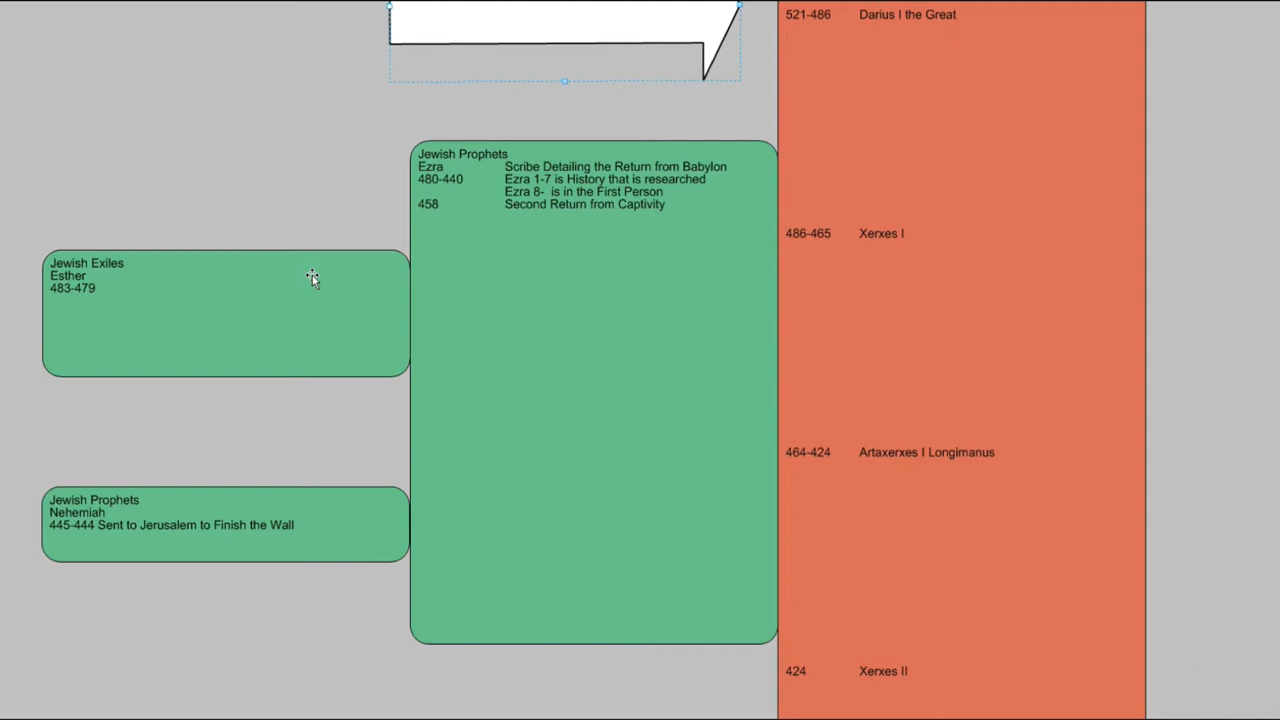 521-486 Darius I the Great
Jewish Prophets
Ezra Scribe Detailing the Return from Babylon
480-440 Ezra 1-7 is History that is researched
Ezra 8- is in the First Person
458 Second Return from Captivity
486-465 Xerxes I
Jewish Exiles
Esther
483-479
464-424 Artaxerxes I Longimanus
Jewish Prophets
Nehemiah
445-444 Sent to Jerusalem to Finish the Wall
424 Xerxes II